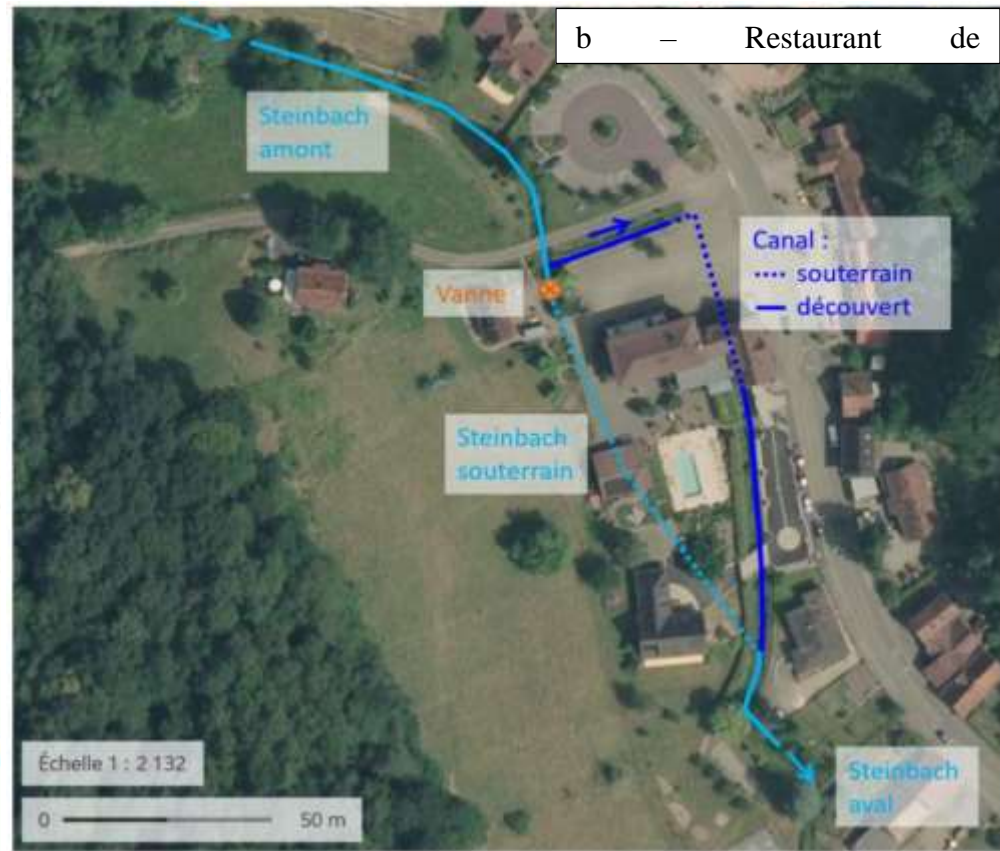 b – Restaurant de
Steinbach
amont
Canal :
souterrain
découvert
Vanne
Steinbach
souterrain
Échelle 1 : 2 132
0 50 m
Steinbach
aval